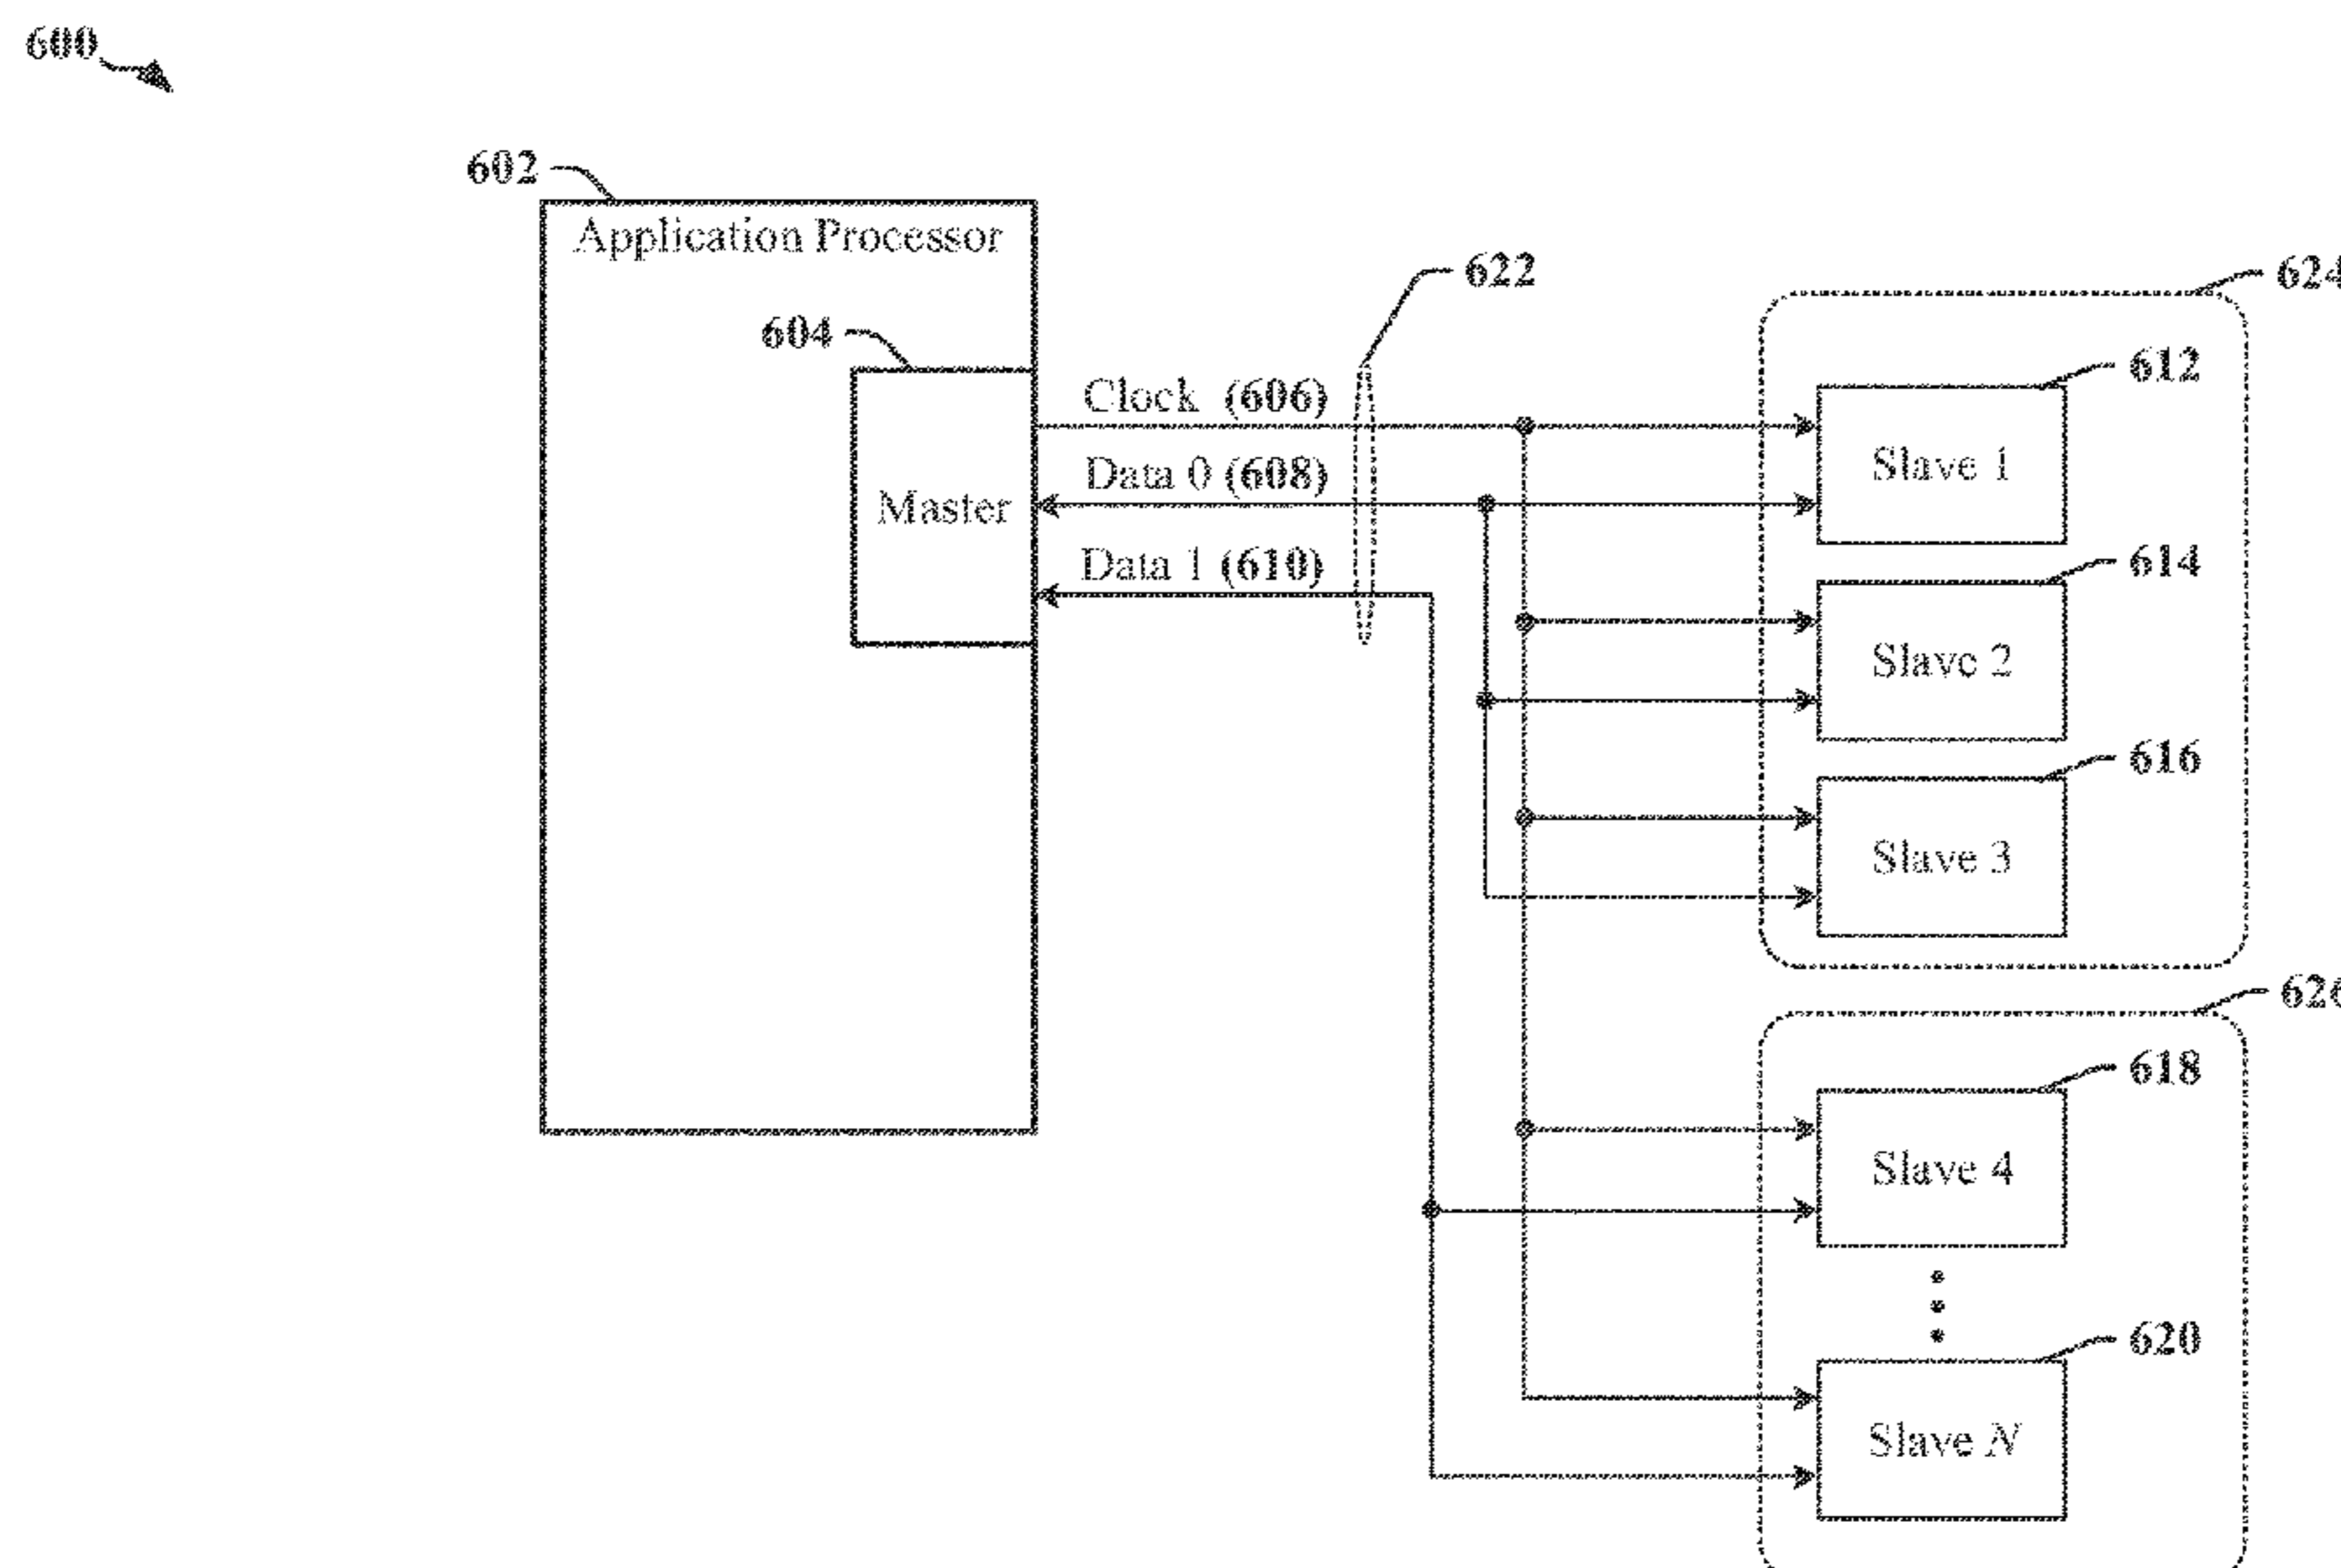 600
602
Application Processor
622
624
604
612
Clock (606)
Slave 1
Data 0 (608)
Master
Data 1 (610)
614
Slave 2
616
Slave 3
618
Slave 4
620
Slave N